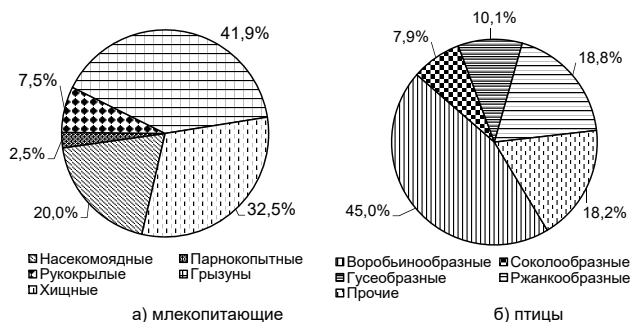 41,9%
7,5%
2,5%
20,0%
32,5%
Насекомоядные Парнокопытные
Рукокрылые Грызуны
Хищные
а) млекопитающие
10,1%
7,9%
18,8%
45,0%
18,2%
Воробьинообразные Соколообразные
Гусеобразные Ржанкообразные
Прочие
б) птицы